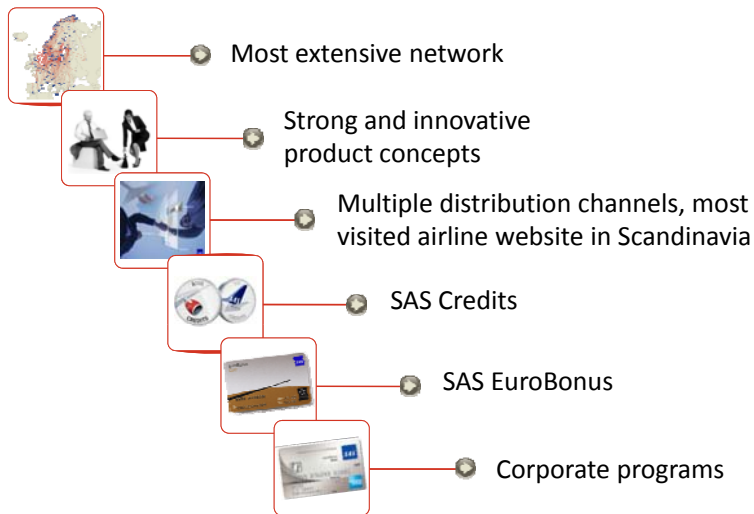 Most extensive network
Strong and innovative
product concepts
Multiple distribution channels, most
visited airline website in Scandinavia
SAS Credits
SAS EuroBonus
Corporate programs